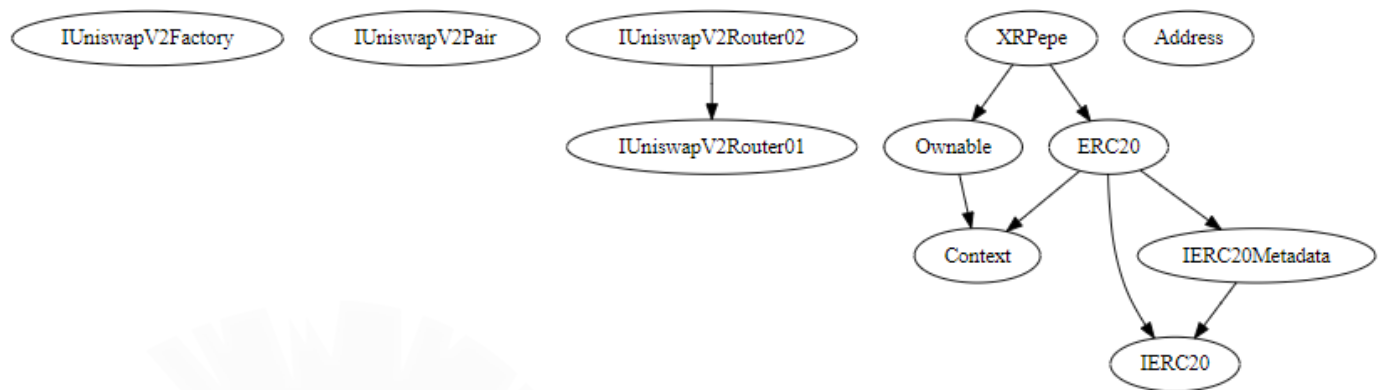 IUniswapV2Factory
IUniswapV2Pair
IUniswapV2Router02
XRPepe
Address
IUniswapV2Router01
Ownable
ERC20
Context
IERC20Metadata
IERC20